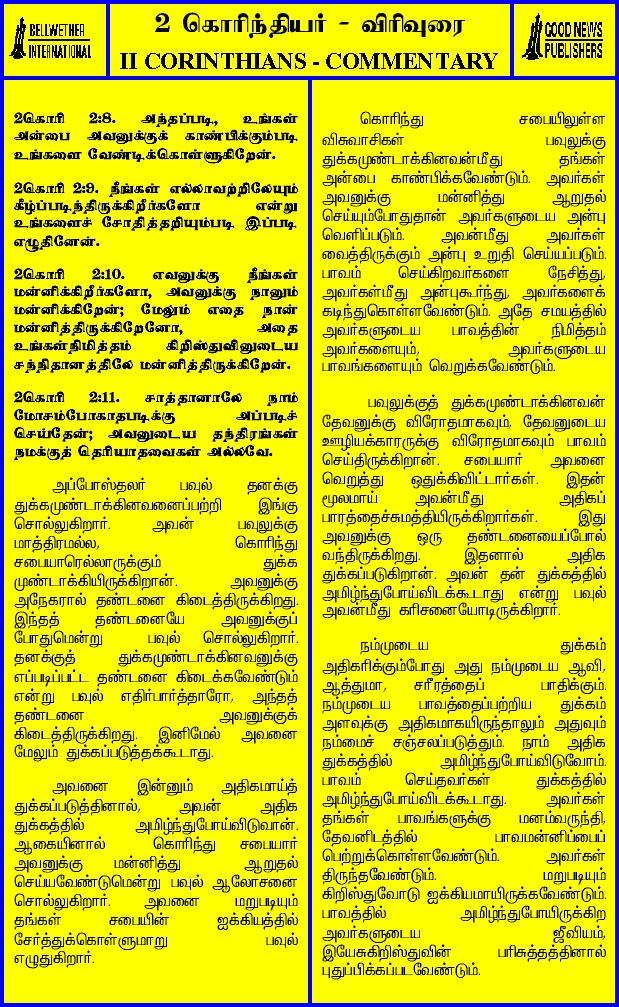 BELLWETHER
INTERNATIONAL
2 கொரிந்தியர் - விரிவுரை
II CORINTHIANS - COMMENTARY
GOOD NEWS
PUBLISHERS
2கொரி 2:8. அந்தப்படி, உங்கள்
அன்பை அவனுக்குக் காண்பிக்கும்படி
உங்களை வேண்டிக்கொள்ளுகிறேன்.
2கொரி 2:9. நீங்கள் எல்லாவற்றிலேயும்
கீழ்ப்படிந்திருக்கிறீர்களோ என்று
உங்களைச் சோதித்தறியும்படி இப்படி
எழுதினேன்.
2கொரி 2:10. எவனுக்கு நீங்கள்
மன்னிக்கிறீர்களோ, அவனுக்கு நானும்
மன்னிக்கிறேன்; மேலும் எதை நான்
மன்னித்திருக்கிறேனோ, அதை
உங்கள்நிமித்தம் கிறிஸ்துவினுடைய
சந்நிதானத்திலே மன்னித்திருக்கிறேன்.
2கொரி 2:11. சாத்தானாலே நாம்
மோசம்போகாதபடிக்கு அப்படிச்
செய்தேன்; அவனுடைய தந்திரங்கள்
நமக்குத் தெரியாதவைகள் அல்லவே.
அப்போஸ்தலர் பவுல் தனக்கு
துக்கமுண்டாக்கினவனைப்பற்றி இங்கு
சொல்லுகிறார். அவன் பவுலுக்கு
மாத்திரமல்ல, கொரிந்து
சபையாரெல்லாருக்கும் துக்க
முண்டாக்கியிருக்கிறான். அவனுக்கு
அநேகரால் தண்டனை கிடைத்திருக்கிறது.
இந்தத் தண்டனையே அவனுக்குப்
போதுமென்று பவுல் சொல்லுகிறார்.
தனக்குத் துக்கமுண்டாக்கினவனுக்கு
எப்படிப்பட்ட தண்டனை கிடைக்கவேண்டும்
என்று பவுல் எதிர்பார்த்தாரோ, அந்தத்
தண்டனை அவனுக்குக்
கிடைத்திருக்கிறது. இனிமேல் அவனை
மேலும் துக்கப்படுத்தக்கூடாது.
அவனை இன்னும் அதிகமாய்த்
துக்கப்படுத்தினால், அவன் அதிக
துக்கத்தில் அமிழ்ந்துபோய்விடுவான்.
ஆகையினால் கொரிந்து சபையார்
அவனுக்கு மன்னித்து ஆறுதல்
செய்யவேண்டுமென்று பவுல் ஆலோசனை
சொல்லுகிறார். அவனை மறுபடியும்
தங்கள் சபையின் ஐக்கியத்தில்
சேர்த்துக்கொள்ளுமாறு பவுல்
எழுதுகிறார்.
கொரிந்து சபையிலுள்ள
விசுவாசிகள் பவுலுக்கு
துக்கமுண்டாக்கினவன்மீது தங்கள்
அன்பை காண்பிக்கவேண்டும். அவர்கள்
அவனுக்கு மன்னித்து ஆறுதல்
செய்யும்போதுதான் அவர்களுடைய அன்பு
வெளிப்படும். அவன்மீது அவர்கள்
வைத்திருக்கும் அன்பு உறுதி செய்யப்படும்.
பாவம் செய்கிறவர்களை நேசித்து,
அவர்கள்மீது அன்புகூர்ந்து, அவர்களைக்
கடிந்துகொள்ளவேண்டும். அதே சமயத்தில்
அவர்களுடைய பாவத்தின் நிமித்தம்
அவர்களையும், அவர்களுடைய
பாவங்களையும் வெறுக்கவேண்டும்.
பவுலுக்குத் துக்கமுண்டாக்கினவன்
தேவனுக்கு விரோதமாகவும், தேவனுடைய
ஊழியக்காரருக்கு விரோதமாகவும் பாவம்
செய்திருக்கிறான். சபையார் அவனை
வெறுத்து ஒதுக்கிவிட்டார்கள். இதன்
மூலமாய் அவன்மீது அதிகப்
பாரத்தைச்சுமத்தியிருக்கிறார்கள். இது
அவனுக்கு ஒரு தண்டனையைப்போல்
வந்திருக்கிறது. இதனால் அதிக
துக்கப்படுகிறான். அவன் தன் துக்கத்தில்
அமிழ்ந்துபோய்விடக்கூடாது என்று பவுல்
அவன்மீது கரிசனையோடிருக்கிறார்.
நம்முடைய துக்கம்
அதிகரிக்கும்போது அது நம்முடைய ஆவி,
ஆத்துமா, சரீரத்தைப் பாதிக்கும்.
நம்முடைய பாவத்தைப்பற்றிய துக்கம்
அளவுக்கு அதிகமாகயிருந்தாலும் அதுவும்
நம்மைச் சஞ்சலப்படுத்தும். நாம் அதிக
துக்கத்தில் அமிழ்ந்துபோய்விடுவோம்.
பாவம் செய்தவர்கள் துக்கத்தில்
அமிழ்ந்துபோய்விடக்கூடாது. அவர்கள்
தங்கள் பாவங்களுக்கு மனம்வருந்தி,
தேவனிடத்தில் பாவமன்னிப்பைப்
பெற்றுக்கொள்ளவேண்டும். அவர்கள்
திருந்தவேண்டும். மறுபடியும்
கிறிஸ்துவோடு ஐக்கியமாயிருக்கவேண்டும்.
பாவத்தில் அமிழ்ந்துபோயிருக்கிற
அவர்களுடைய ஜீவியம்,
இயேசுகிறிஸ்துவின் பரிசுத்தத்தினால்
புதுப்பிக்கப்படவேண்டும்.